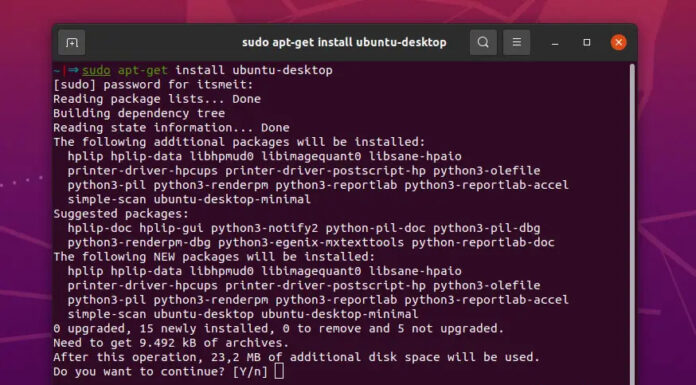 sudo apt-get install ubuntu-desktop
~|⇒ sudo apt-get install ubuntu-desktop
[sudo] password for itsmeit:
Reading package lists... Done
Building dependency tree
Reading state information... Done
The following additional packages will be installed:
hplip hplip-data libhpmud0 libimagequant0 libsane-hpaio
printer-driver-hpcups printer-driver-postscript-hp python3-olefile
python3-pil python3-renderpm python3-reportlab python3-reportlab-accel
simple-scan ubuntu-desktop-minimal
Suggested packages:
hplip-doc hplip-gui python3-notify2 python-pil-doc python3-pil-dbg
python3-renderpm-dbg python3-egenix-mxtexttools python-reportlab-doc
The following NEW packages will be installed:
hplip hplip-data libhpmud0 libimagequant0 libsane-hpaio
printer-driver-hpcups printer-driver-postscript-hp python3-olefile
python3-pil python3-renderpm python3-reportlab python3-reportlab-accel
simple-scan ubuntu-desktop ubuntu-desktop-minimal
0 upgraded, 15 newly installed, 0 to remove and 5 not upgraded.
Need to get 9.492 kB of archives.
After this operation, 23,2 MB of additional disk space will be used.
Do you want to continue? [Y/n]